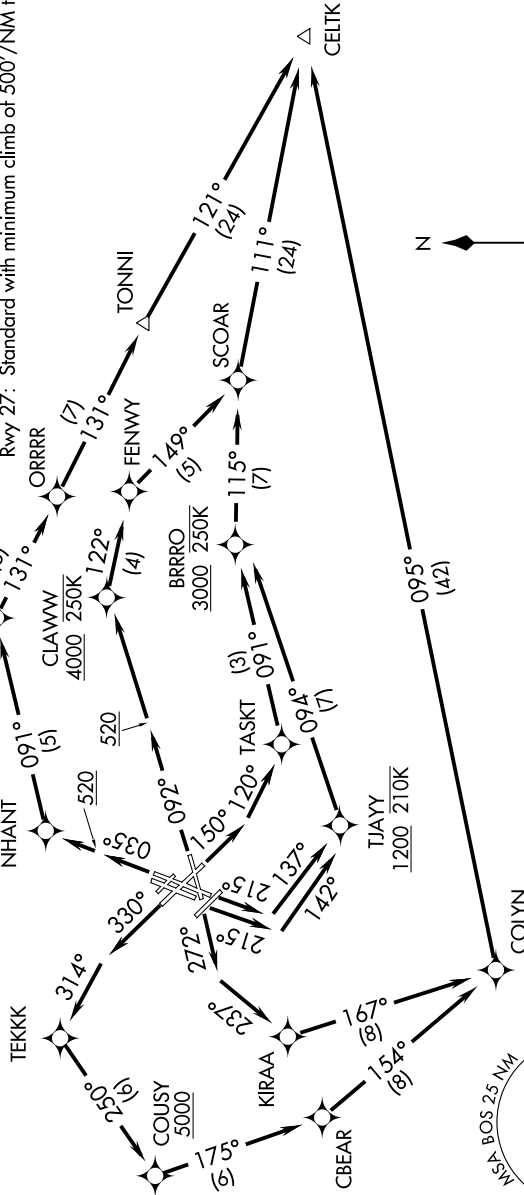 Rwy 27: Standard with minimum climb of 500'/NM t
CELTK
121°
(24)
111°
(24)
N
TONNI
SCOAR
(7)
131°
ORRRR
FENWY
149°
(5)
115°
(7)
131°
122°
(4)
BRRRO
3000 250K
CLAWW
4000 250K
095°
(42)
091°
(5)
520
(3)
091°
094°
(7)
TASKT
NHANT
520
092°
035°
150°
120°
TJAYY
1200 210K
215°
137°
215°
142°
330°
272°
314°
237°
TEKKK
KIRAA
167°
(8)
COLYN
250°
(6)
COUSY
5000
154°
(8)
175°
(6)
CBEAR
MSA BOS 25 NM